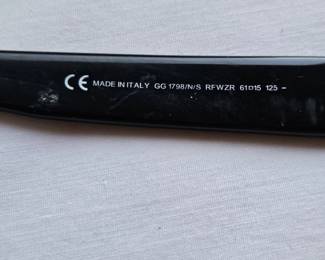 CE MADE IN ITALY GG 1798/N/S RFWZR 61□15 125 -